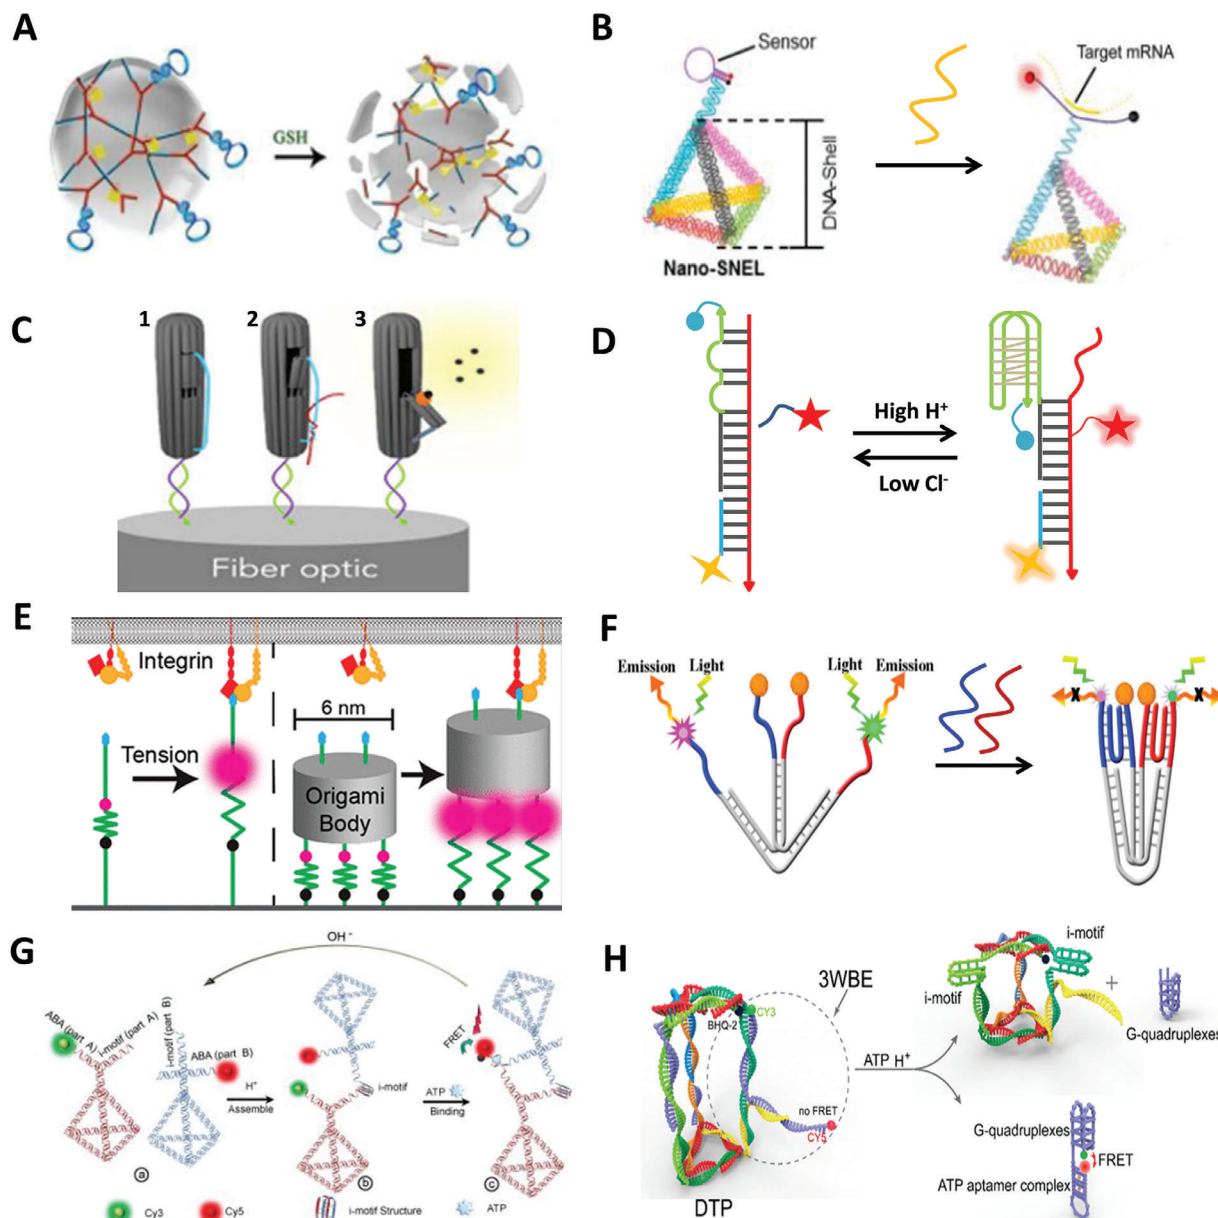 A
GSH
B
Sensor
Target mRNA
DNA-Shell
Nano-SNEL
C
1
2
3
Fiber optic
D
High H⁺
Low Cl⁻
E
Integrin
6 nm
Tension
Origami
Body
F
Emission Light
Light Emission
X
X
G
OH⁻
ABA (part A)
i-motif (part A)
i-motif (part B)
ABA (part B)
H⁺
Assemble
i-motif
ATP
Binding
FRET
a
b
c
Cy3
Cy5
i-motif Structure
ATP
H
3WBE
CY3
BHQ-2
no FRET
CY5
DTP
ATP H⁺
i-motif
i-motif
+
G-quadruplexes
G-quadruplexes
FRET
ATP aptamer complex